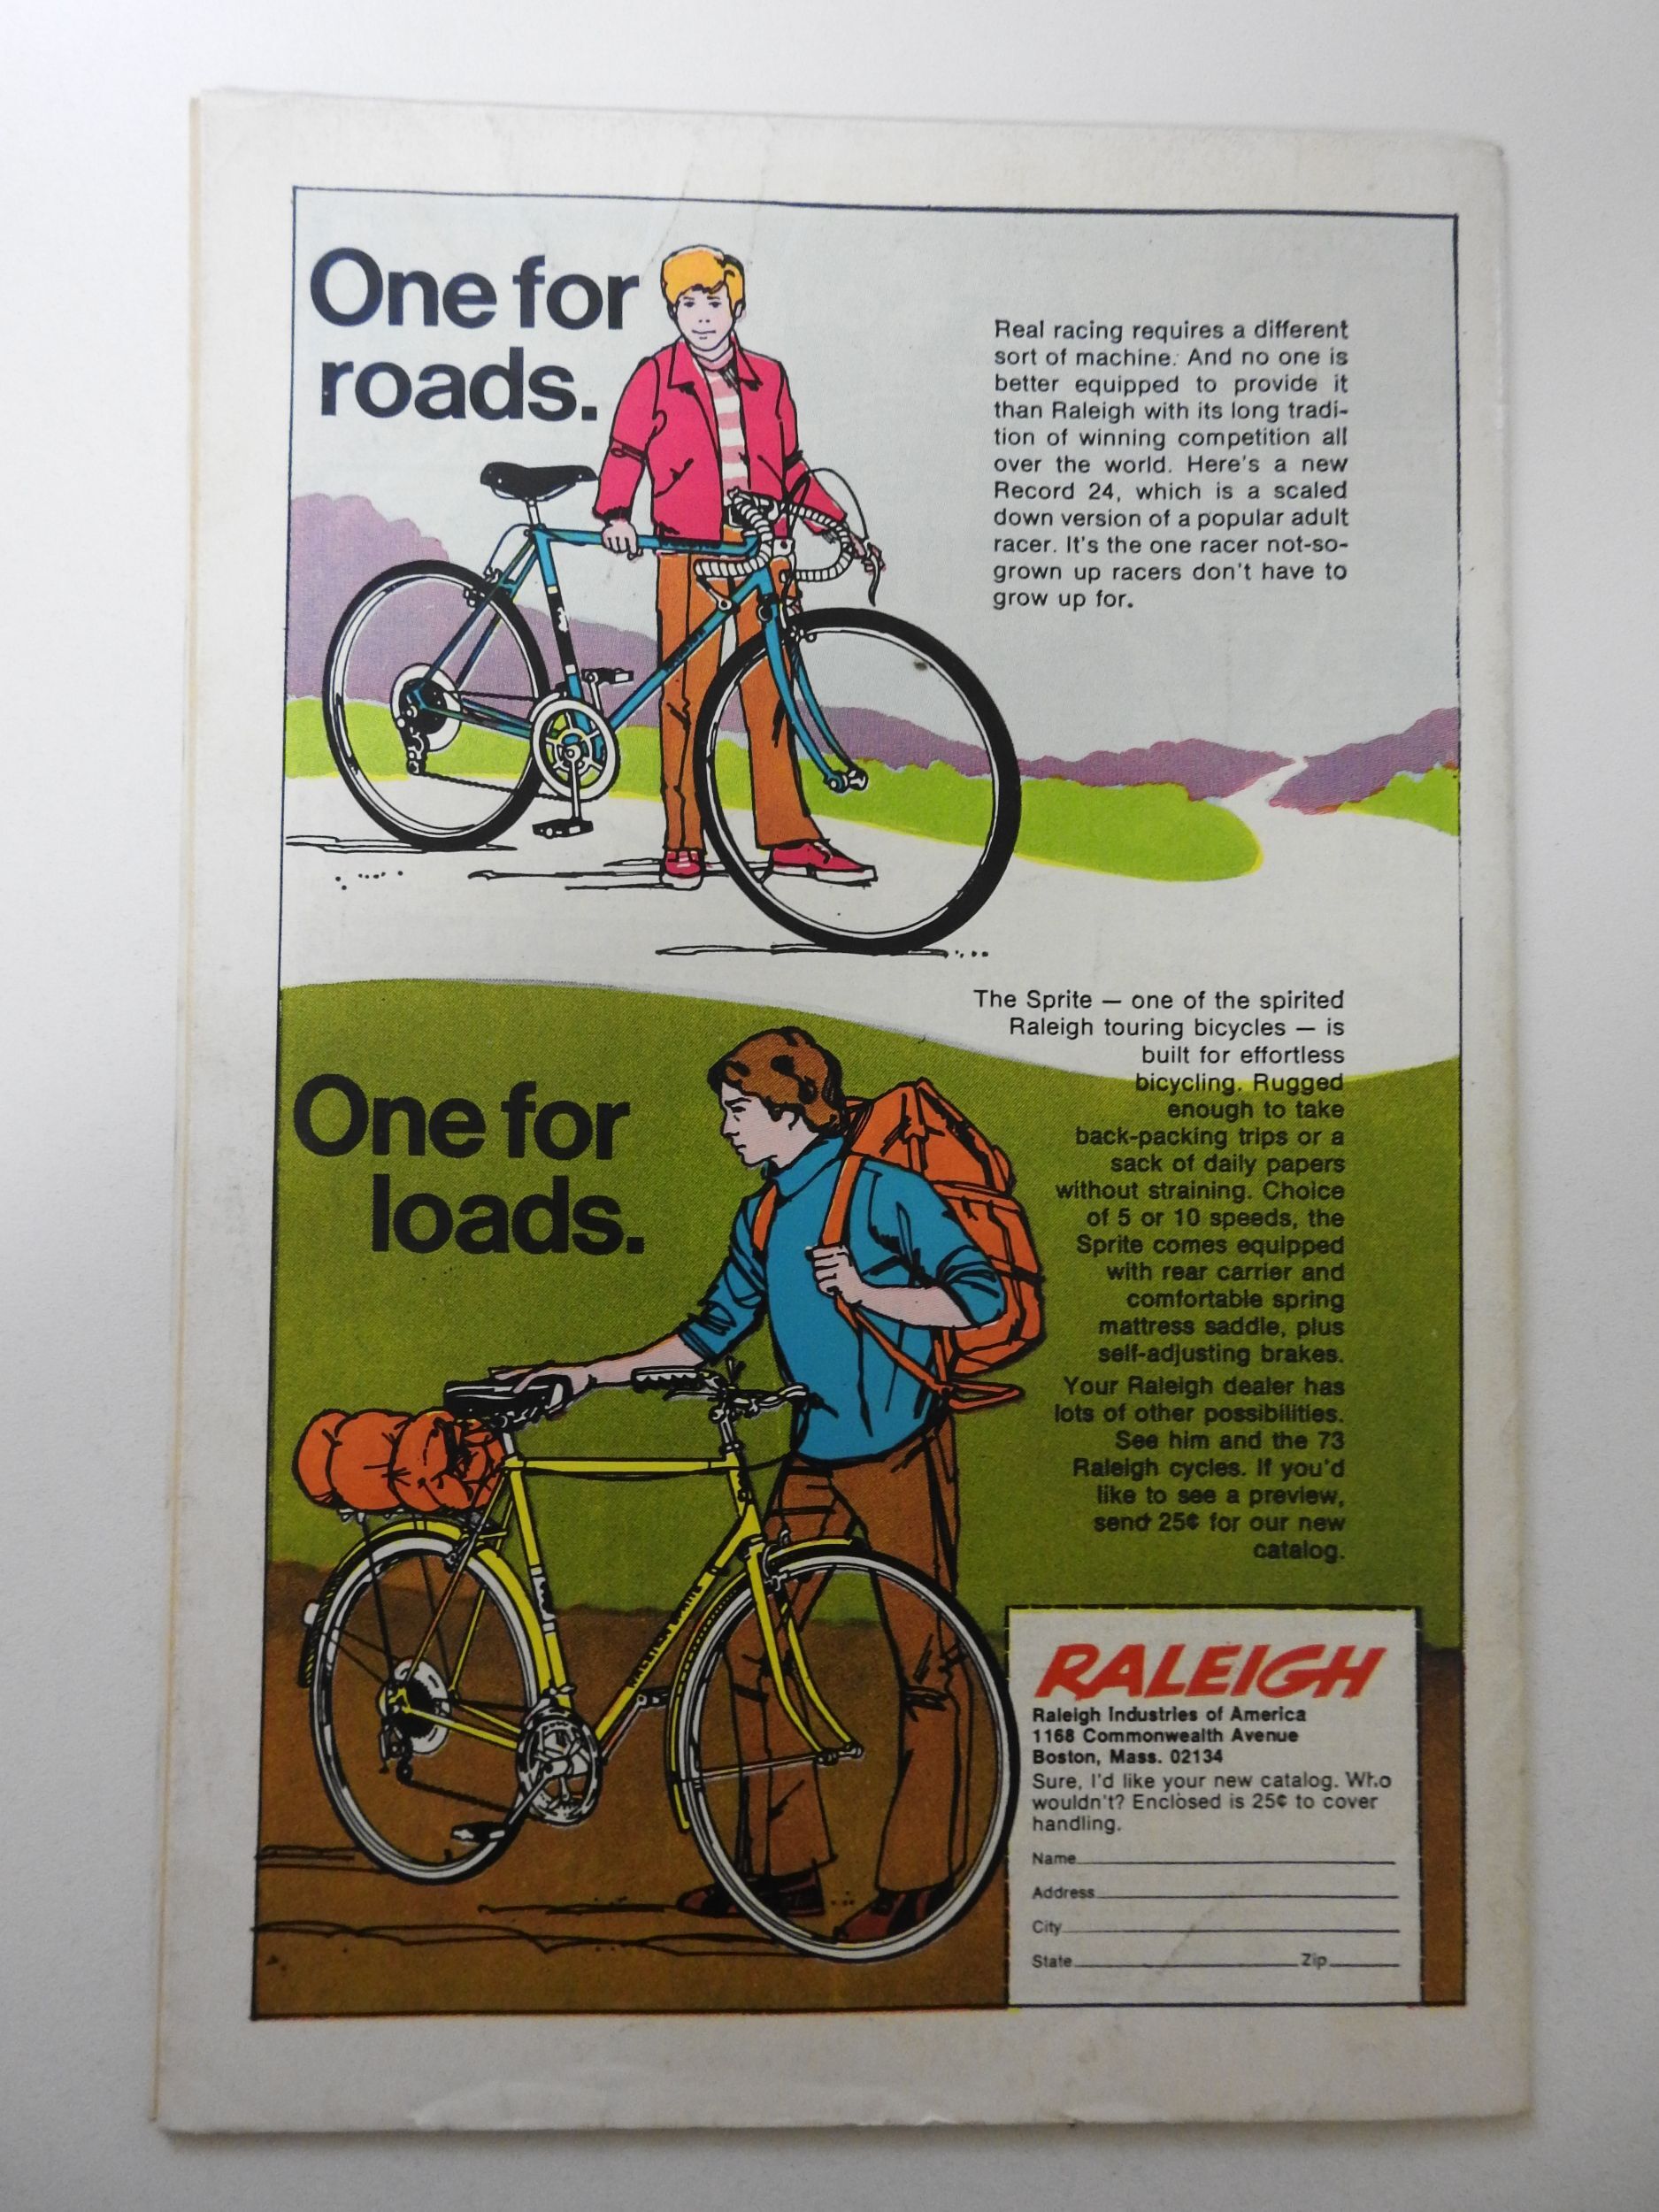 One for
roads.
Real racing requires a different
sort of machine. And no one is
better equipped to provide it
than Raleigh with its long tradi-
tion of winning competition all
over the world. Here's a new
Record 24, which is a scaled
down version of a popular adult
racer. It's the one racer not-so-
grown up racers don't have to
grow up for.
One for
loads.
The Sprite — one of the spirited
Raleigh touring bicycles — is
built for effortless
bicycling. Rugged
enough to take
back-packing trips or a
sack of daily papers
without straining. Choice
of 5 or 10 speeds, the
Sprite comes equipped
with rear carrier and
comfortable spring
mattress saddle, plus
self-adjusting brakes.
Your Raleigh dealer has
lots of other possibilities.
See him and the 73
Raleigh cycles. If you'd
like to see a preview,
send 25¢ for our new
catalog.
RALEIGH
Raleigh Industries of America
1168 Commonwealth Avenue
Boston, Mass. 02134
Sure, I'd like your new catalog. Who
wouldn't? Enclosed is 25¢ to cover
handling.
Name
Address
City
State Zip